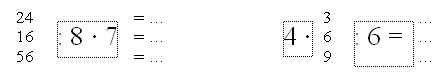 24 = ... 3 ...
16 : 8 · 7 = ... 4 · 6 : 6 = ...
56 = ... 9 ...